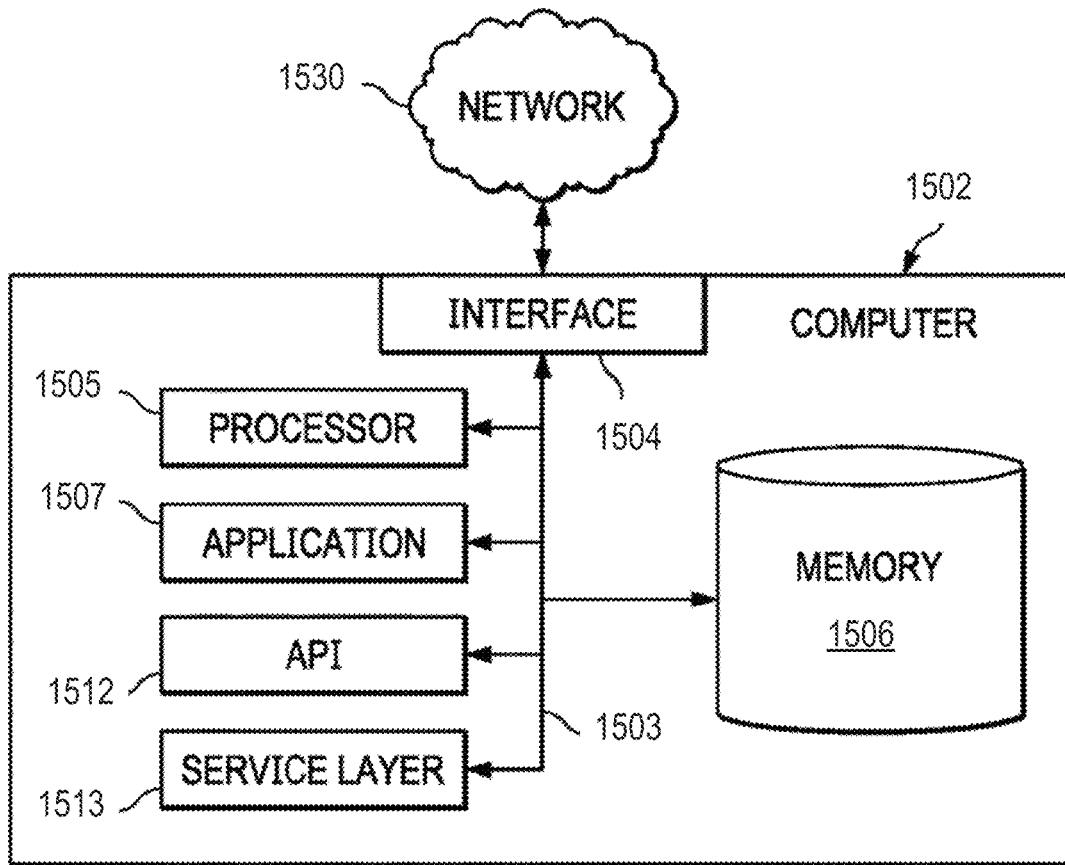 1530
NETWORK
1502
INTERFACE
COMPUTER
1505
PROCESSOR
1504
1507
APPLICATION
MEMORY
1506
API
1512
1503
SERVICE LAYER
1513